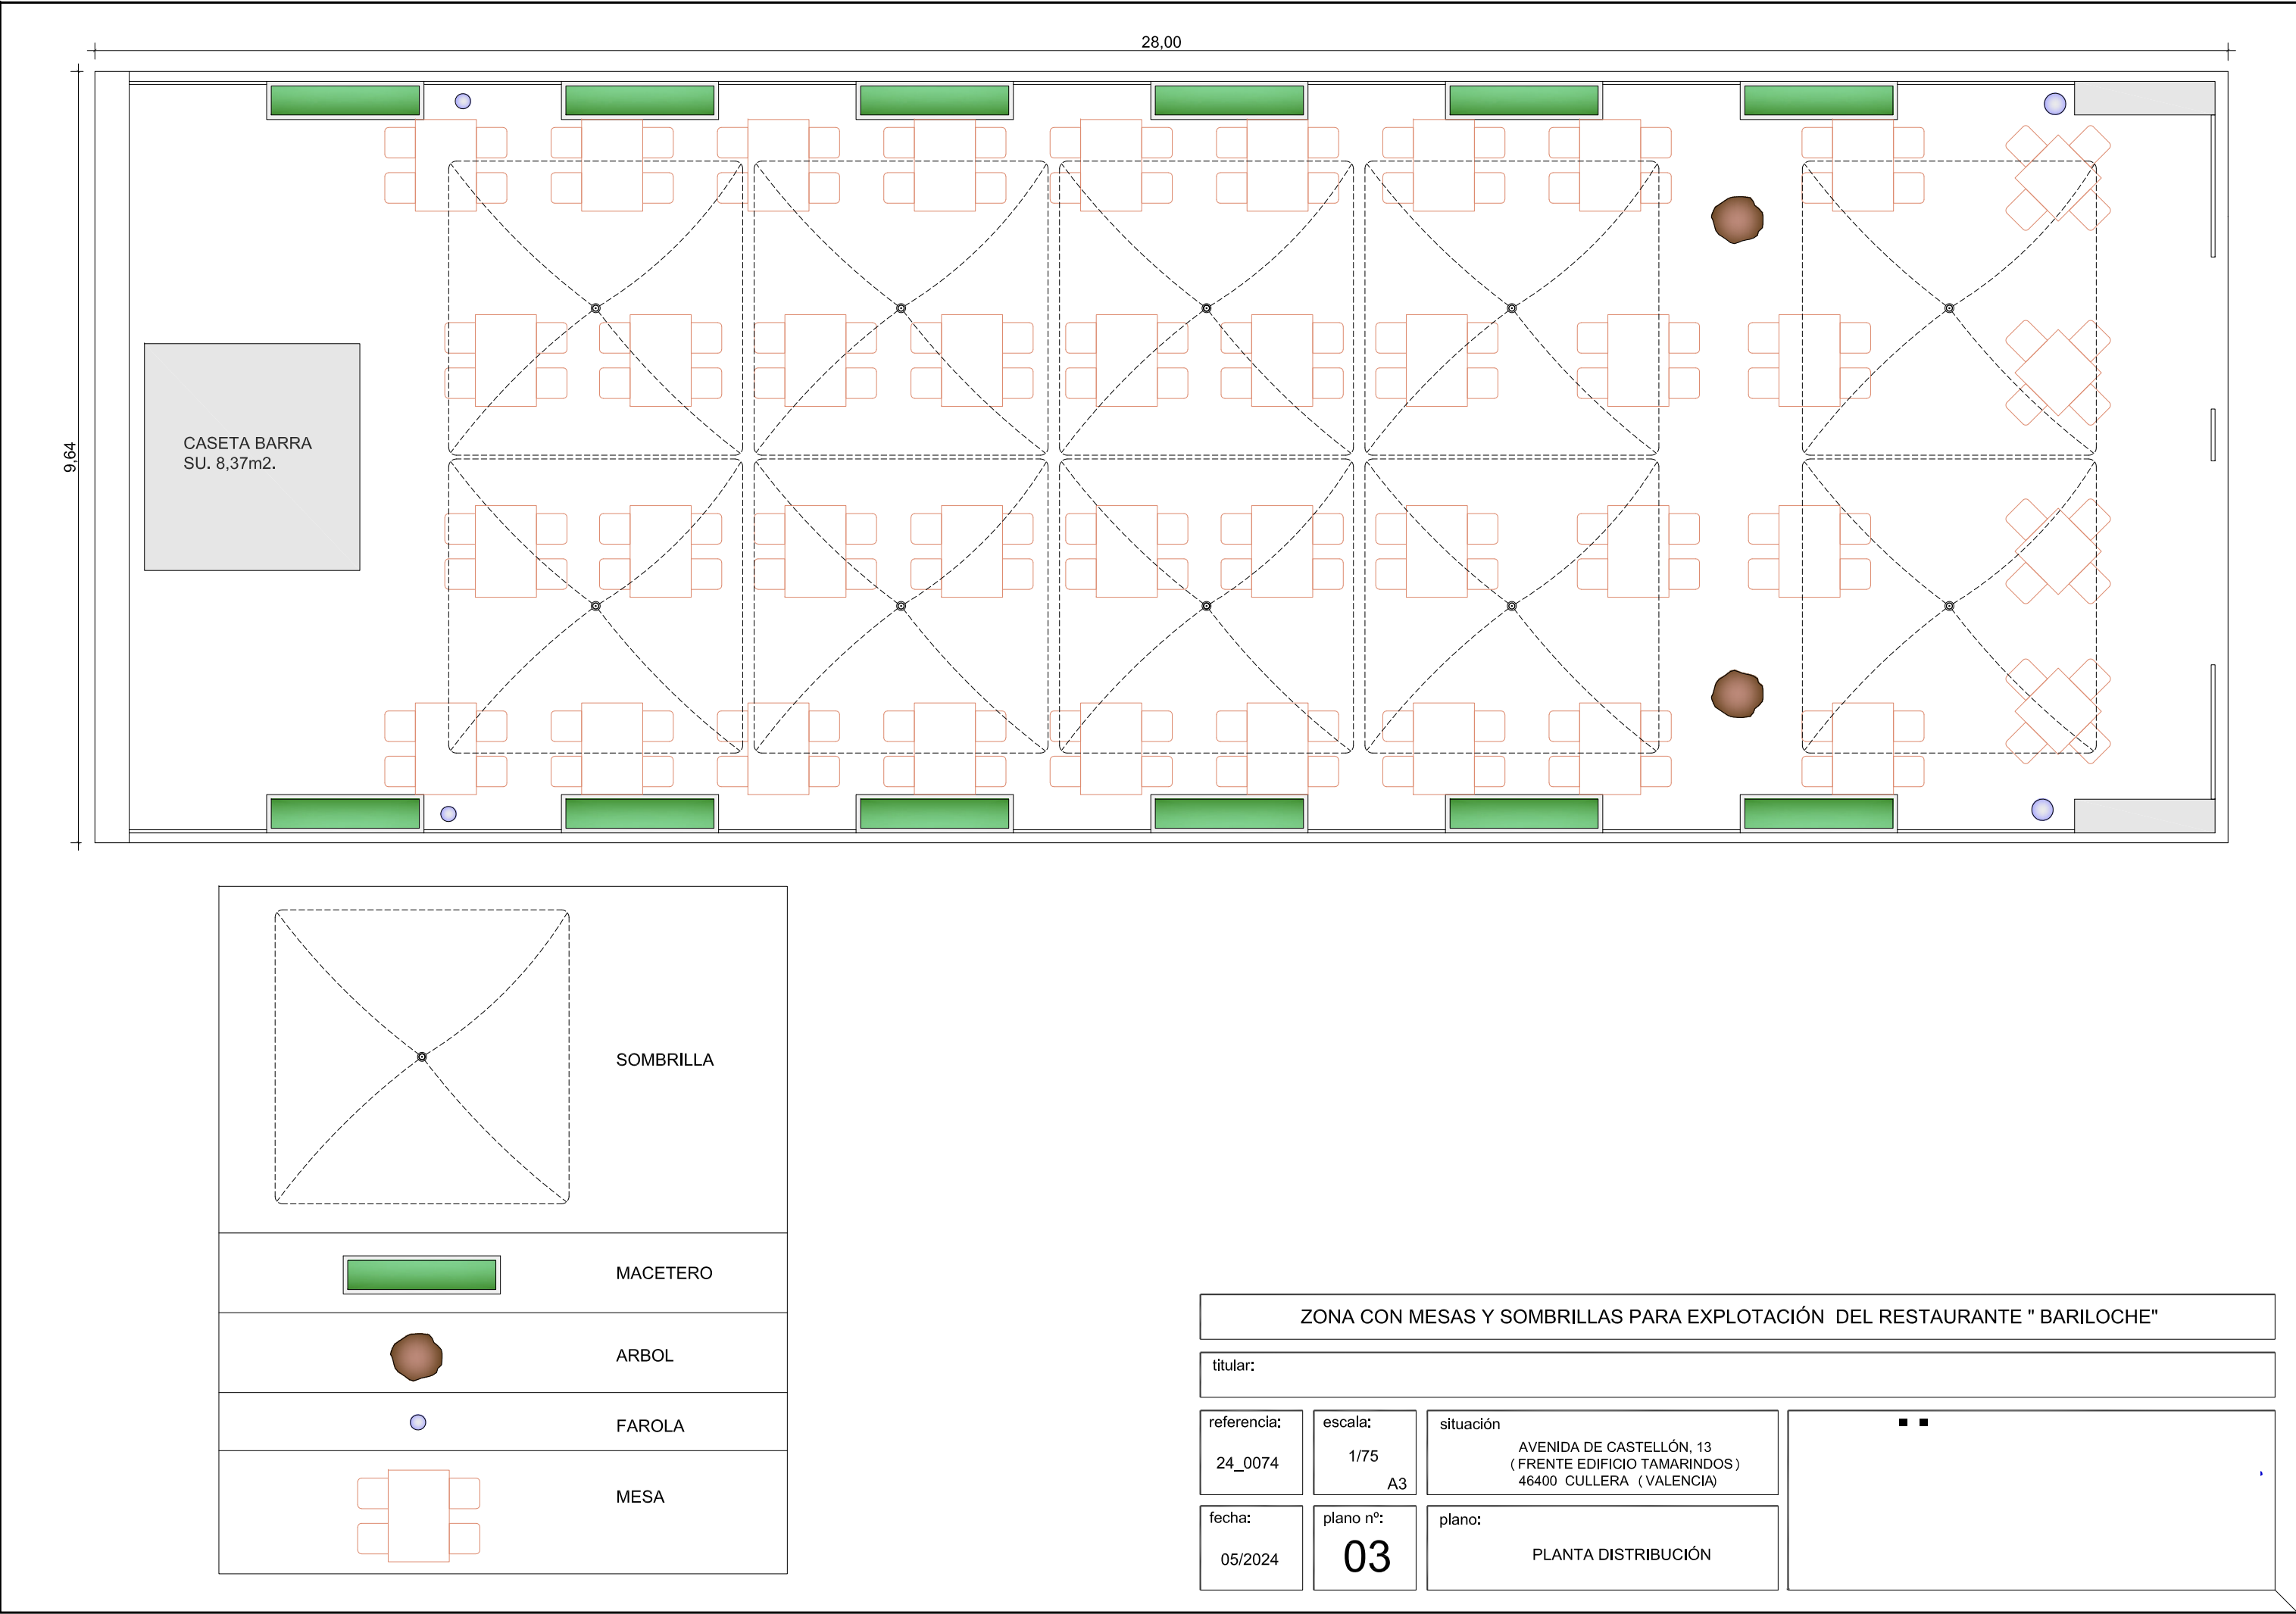 28,00
9,64
CASETA BARRA
SU. 8,37m2.
SOMBRILLA
MACETERO
ARBOL
FAROLA
MESA
ZONA CON MESAS Y SOMBRILLAS PARA EXPLOTACIÓN DEL RESTAURANTE " BARILOCHE"
titular:
referencia:
24_0074
escala:
1/75
A3
situación
AVENIDA DE CASTELLÓN, 13
( FRENTE EDIFICIO TAMARINDOS )
46400 CULLERA ( VALENCIA)
fecha:
05/2024
plano nº:
03
plano:
PLANTA DISTRIBUCIÓN